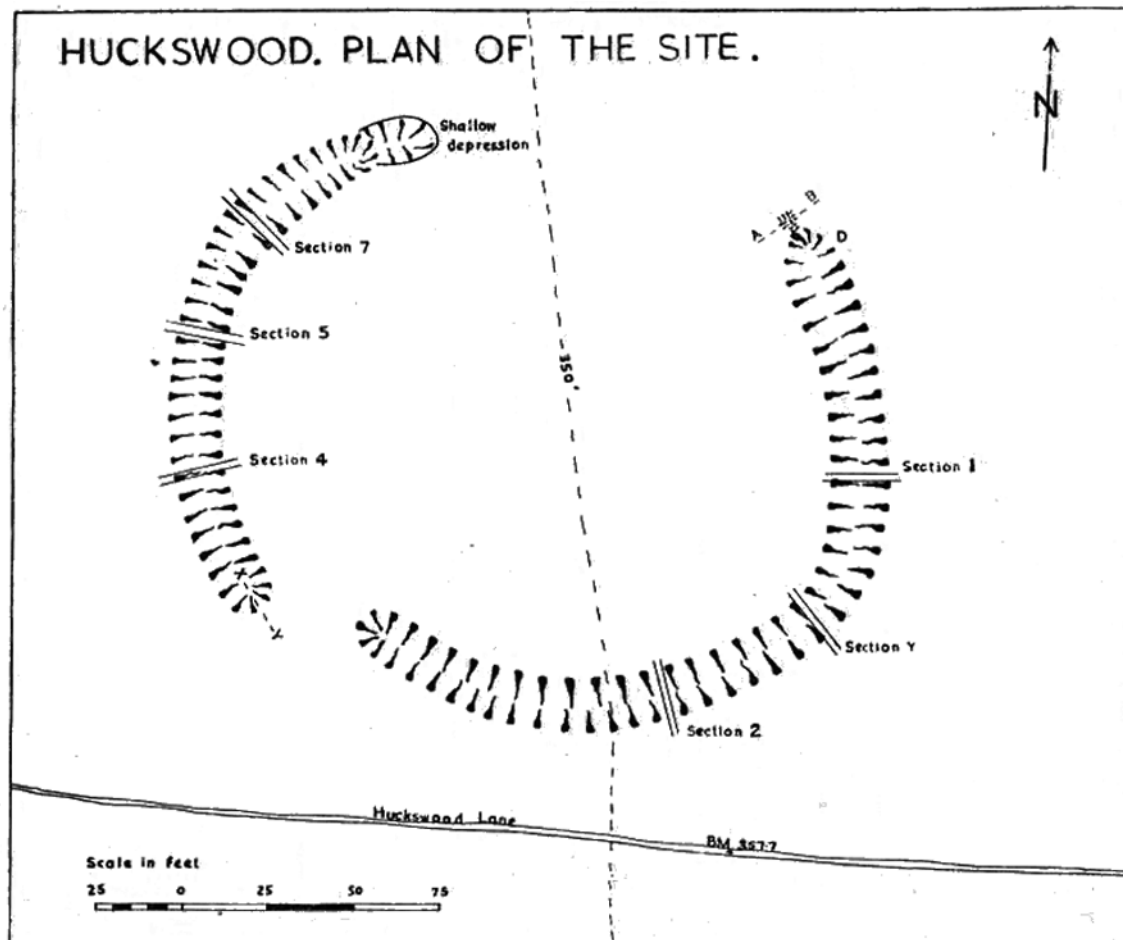 HUCKSWOOD. PLAN OF THE SITE.
N
Shallow
depression
A B
D
Section 7
Section 5
350'
Section 4
Section 1
X
Y
Section Y
Section 2
Huckswood Lane
BM 357·7
Scale in feet
25 0 25 50 75